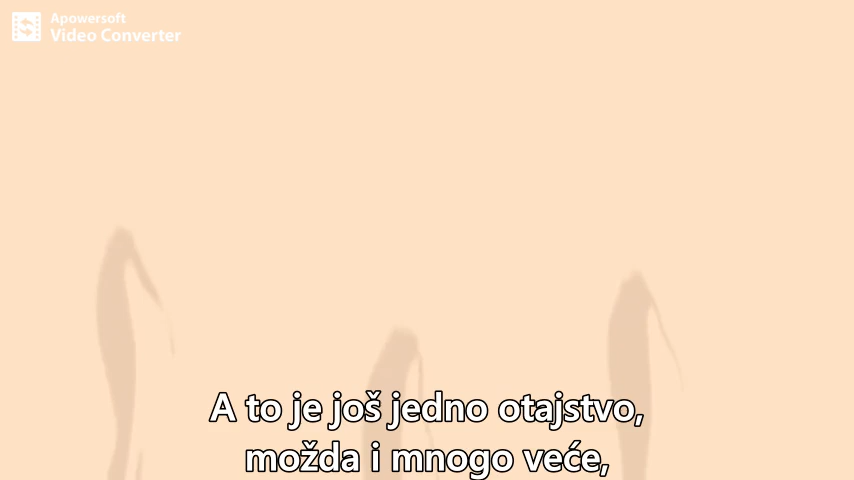 Apowersoft
Video Converter
A to je još jedno otajstvo,
možda i mnogo veće,